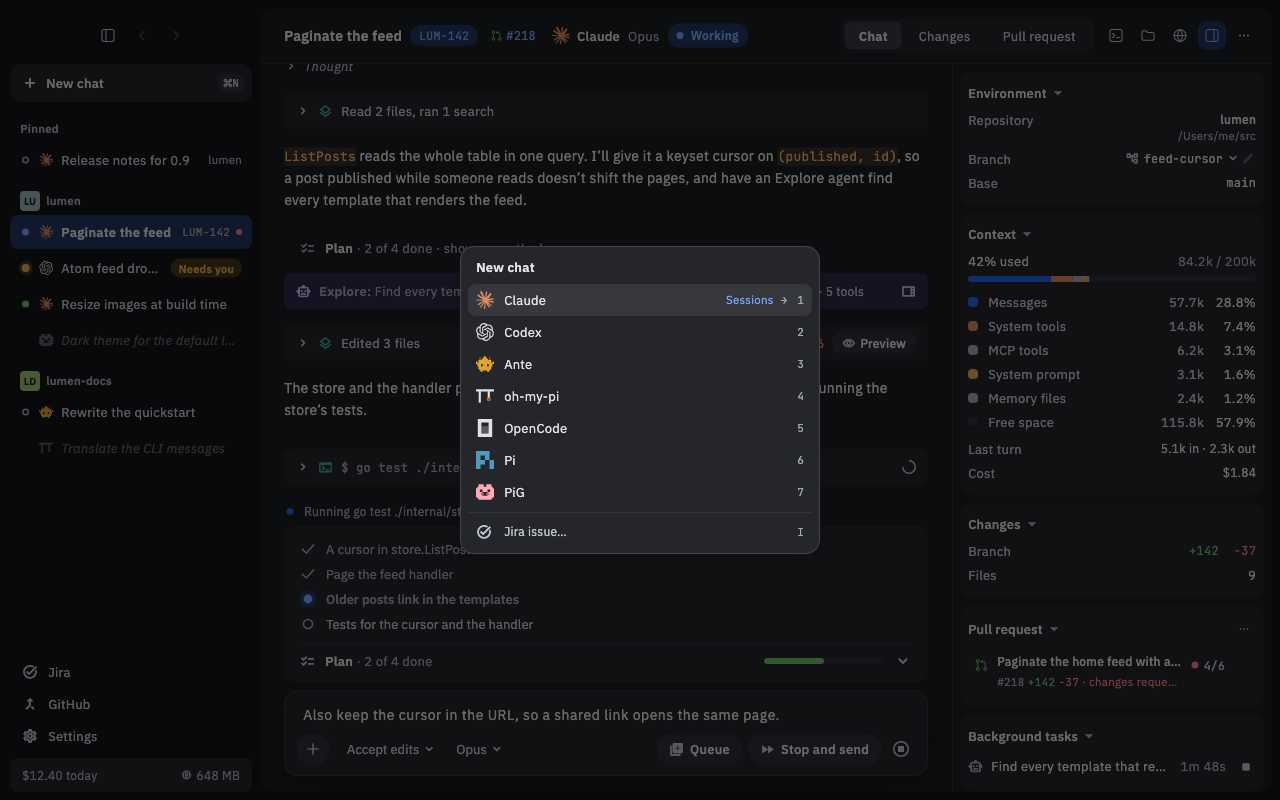 New chat
⌘N
Pinned
Release notes for 0.9
lumen
LU
lumen
Paginate the feed
LUM-142
Atom feed dro...
Needs you
Resize images at build time
Dark theme for the default l...
LD
lumen-docs
Rewrite the quickstart
Translate the CLI messages
Jira
GitHub
Settings
$12.40 today
648 MB
Paginate the feed
LUM-142
#218
Claude
Opus
Working
Chat
Changes
Pull request
Thought
Read 2 files, ran 1 search
ListPosts reads the whole table in one query. I'll give it a keyset cursor on (published, id), so
a post published while someone reads doesn't shift the pages, and have an Explore agent find
every template that renders the feed.
Plan · 2 of 4 done ·
Explore: Find every
5 tools
Edited 3 files
Preview
The store and the handler
unning the
store's tests.
$ go test
Running go test
A cursor in
Page the feed handler
Older posts link in the templates
Tests for the cursor and the handler
Plan · 2 of 4 done
Also keep the cursor in the URL, so a shared link opens the same page.
Accept edits
Opus
Queue
Stop and send
New chat
Claude
Sessions → 1
Codex
2
Ante
3
oh-my-pi
4
OpenCode
5
Pi
6
PiG
7
Jira issue...
I
Environment
Repository
lumen
/Users/me/src
Branch
feed-cursor
Base
main
Context
42% used
84.2k / 200k
Messages
57.7k 28.8%
System tools
14.8k 7.4%
MCP tools
6.2k 3.1%
System prompt
3.1k 1.6%
Memory files
2.4k 1.2%
Free space
115.8k 57.9%
Last turn
5.1k in · 2.3k out
Cost
$1.84
Changes
Branch
+142 -37
Files
9
Pull request
Paginate the home feed with a...
4/6
#218 +142 -37 · changes reque...
Background tasks
Find every template that re...
1m 48s